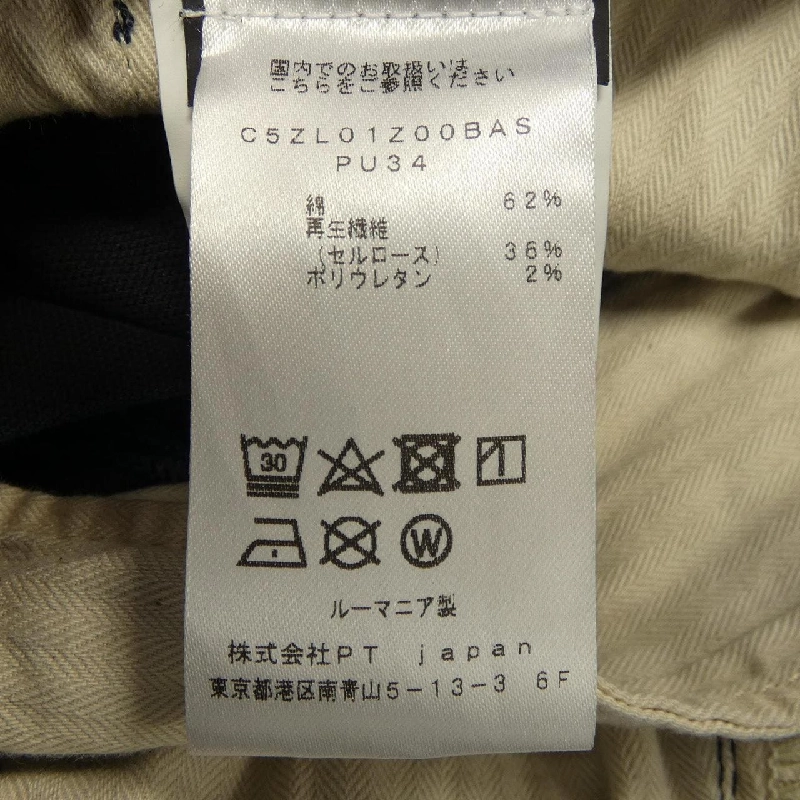 国内でのお取扱いは
こちらをご参照ください
C5ZL01Z00BAS
PU34
綿 62%
再生繊維
(セルロース) 36%
ポリウレタン 2%
30
W
ルーマニア製
株式会社PT japan
東京都港区南青山5-13-3 6F